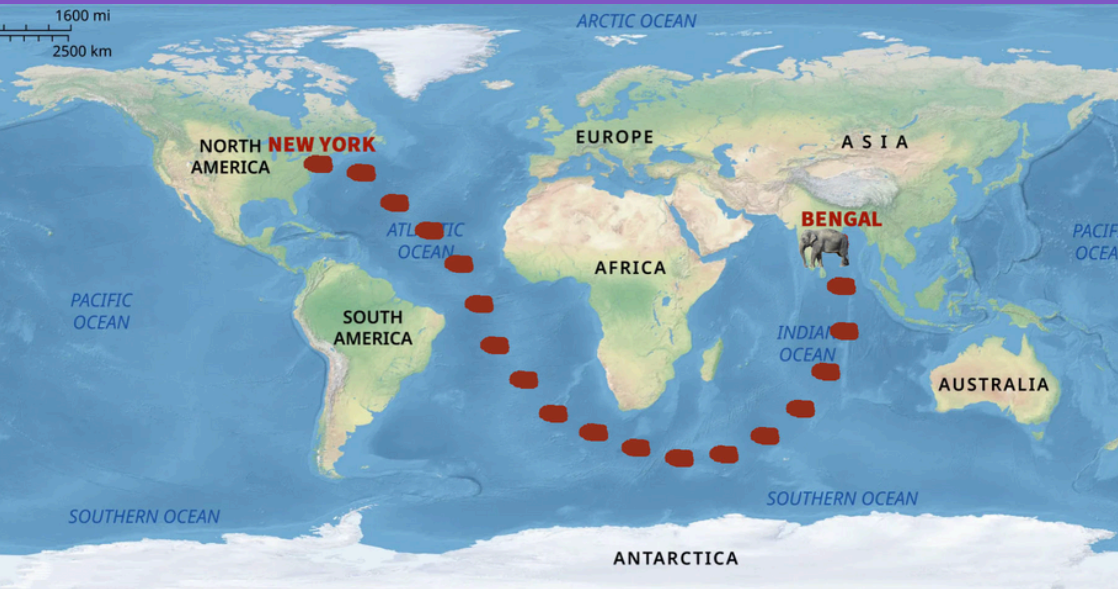 1600 mi
2500 km
ARCTIC OCEAN
NORTH
AMERICA
NEW YORK
EUROPE
ASIA
BENGAL
ATLANTIC
OCEAN
PACIFIC
OCEAN
AFRICA
PACIFIC
OCEAN
SOUTH
AMERICA
INDIAN
OCEAN
AUSTRALIA
SOUTHERN OCEAN
SOUTHERN OCEAN
ANTARCTICA